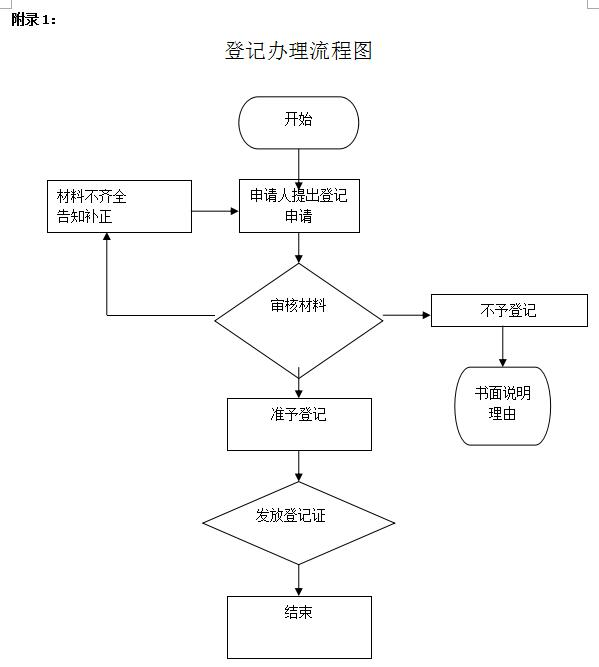 附录1：
登记办理流程图
开始
材料不齐全
告知补正
申请人提出登记
申请
审核材料
不予登记
书面说明
理由
准予登记
发放登记证
结束